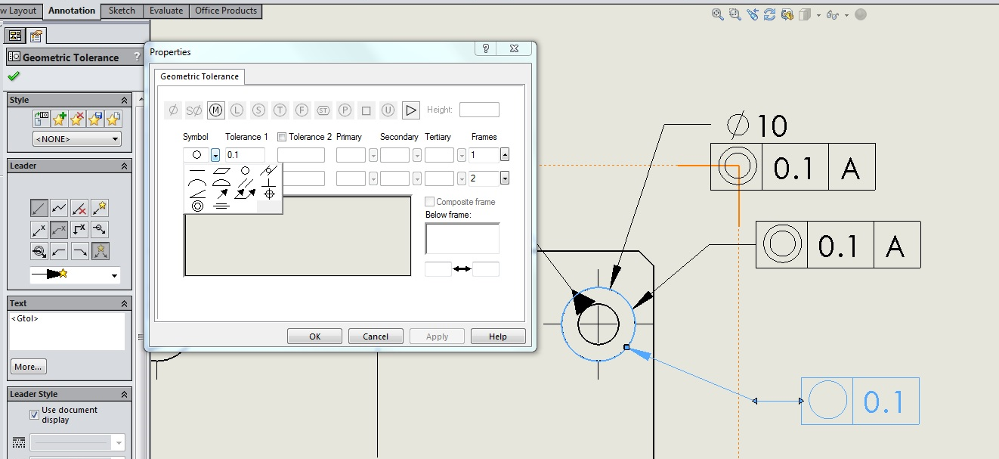 w Layout Annotation Sketch Evaluate Office Products
Geometric Tolerance ?
Style
<NONE>
Leader
Text
<Gtol>
More...
Leader Style
Use document
display
Properties
?
Geometric Tolerance
Ø SØ M L S T F ST P U Height:
Symbol Tolerance 1 Tolerance 2 Primary Secondary Tertiary Frames
0.1 1
2
Composite frame
Below frame:
OK Cancel Apply Help
Ø 10
0.1 A
0.1 A
0.1